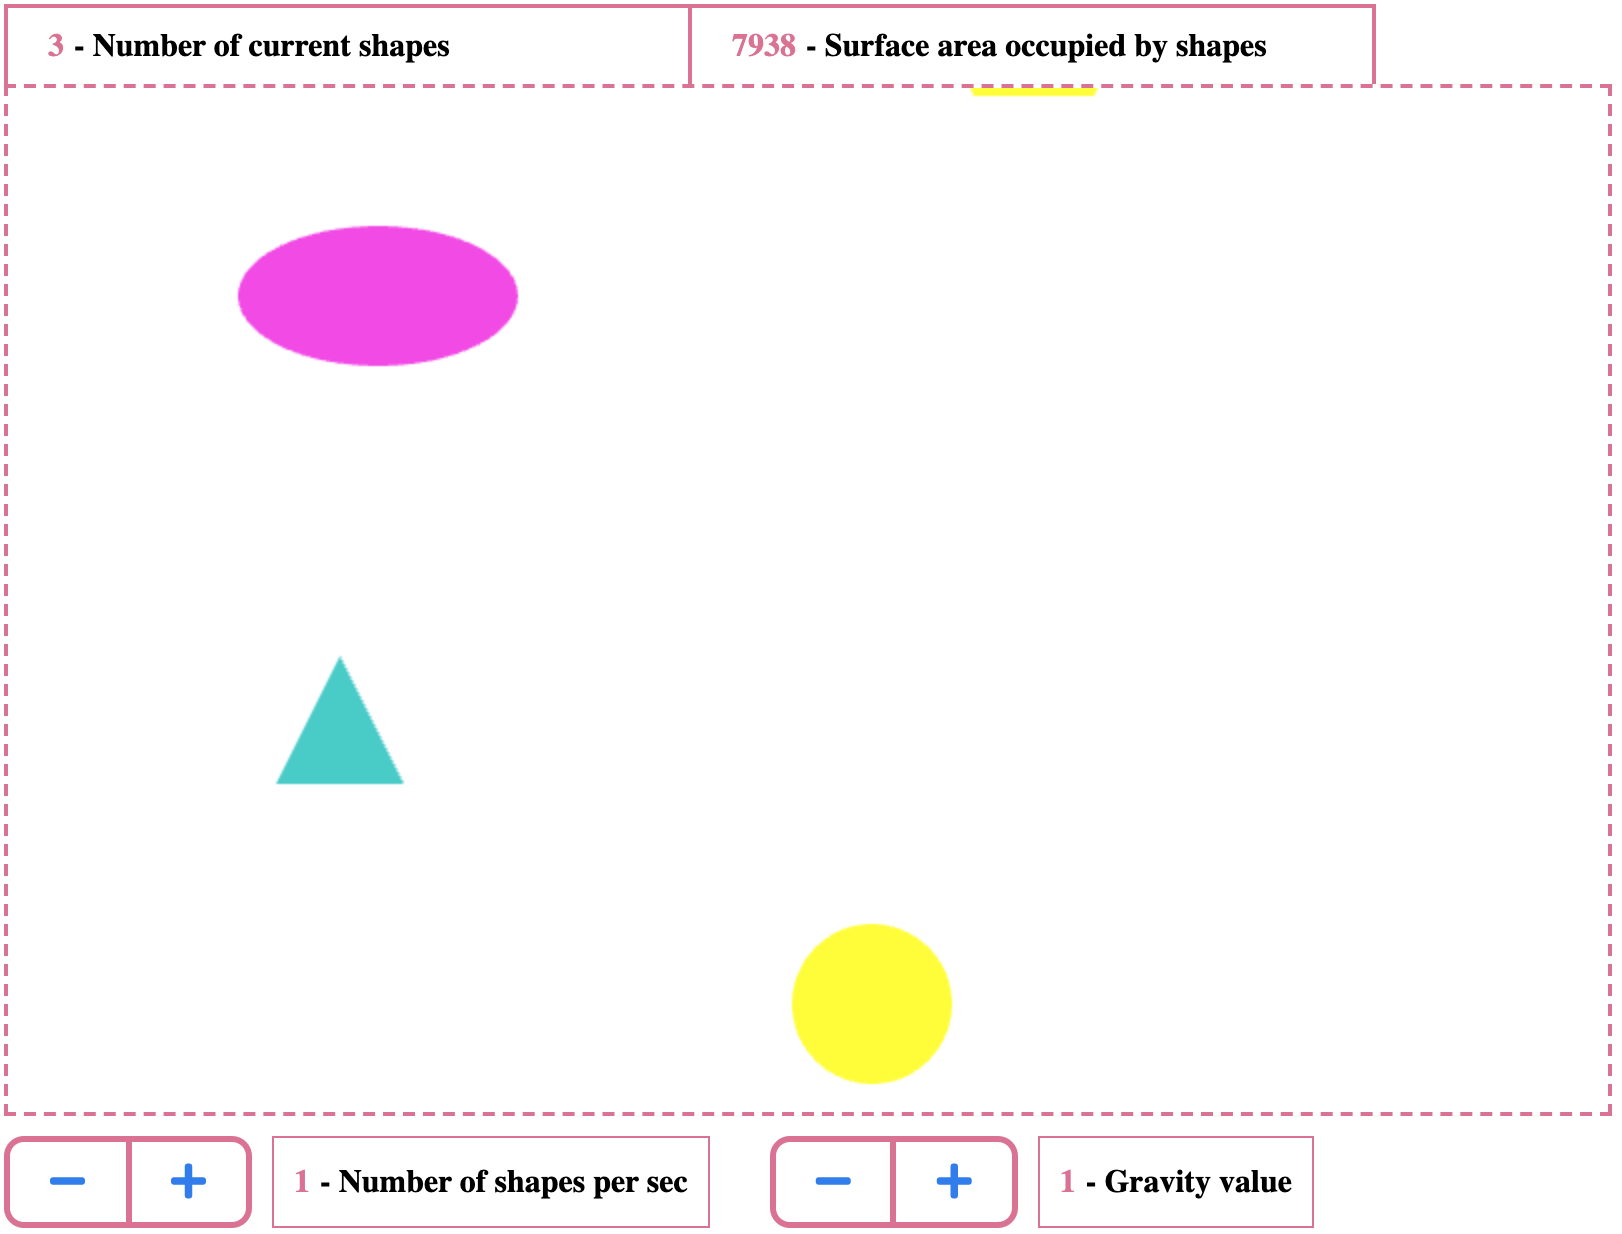 3 - Number of current shapes
7938 - Surface area occupied by shapes
− +
1 - Number of shapes per sec
− +
1 - Gravity value